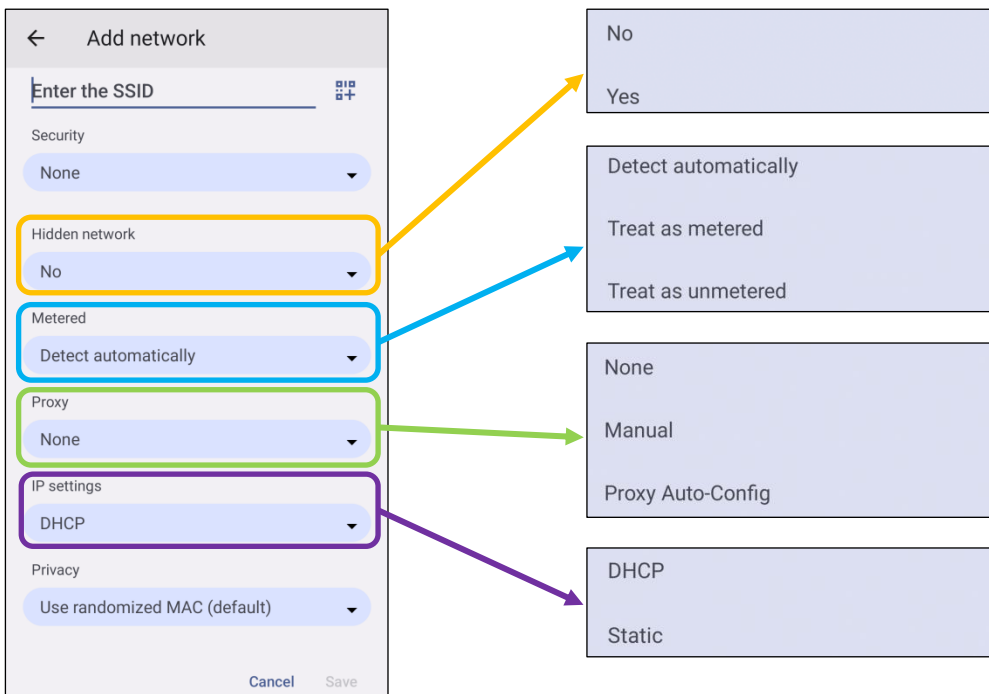 Add network
Enter the SSID
Security
None
Hidden network
No
Metered
Detect automatically
Proxy
None
IP settings
DHCP
Privacy
Use randomized MAC (default)
Cancel Save
No
Yes
Detect automatically
Treat as metered
Treat as unmetered
None
Manual
Proxy Auto-Config
DHCP
Static